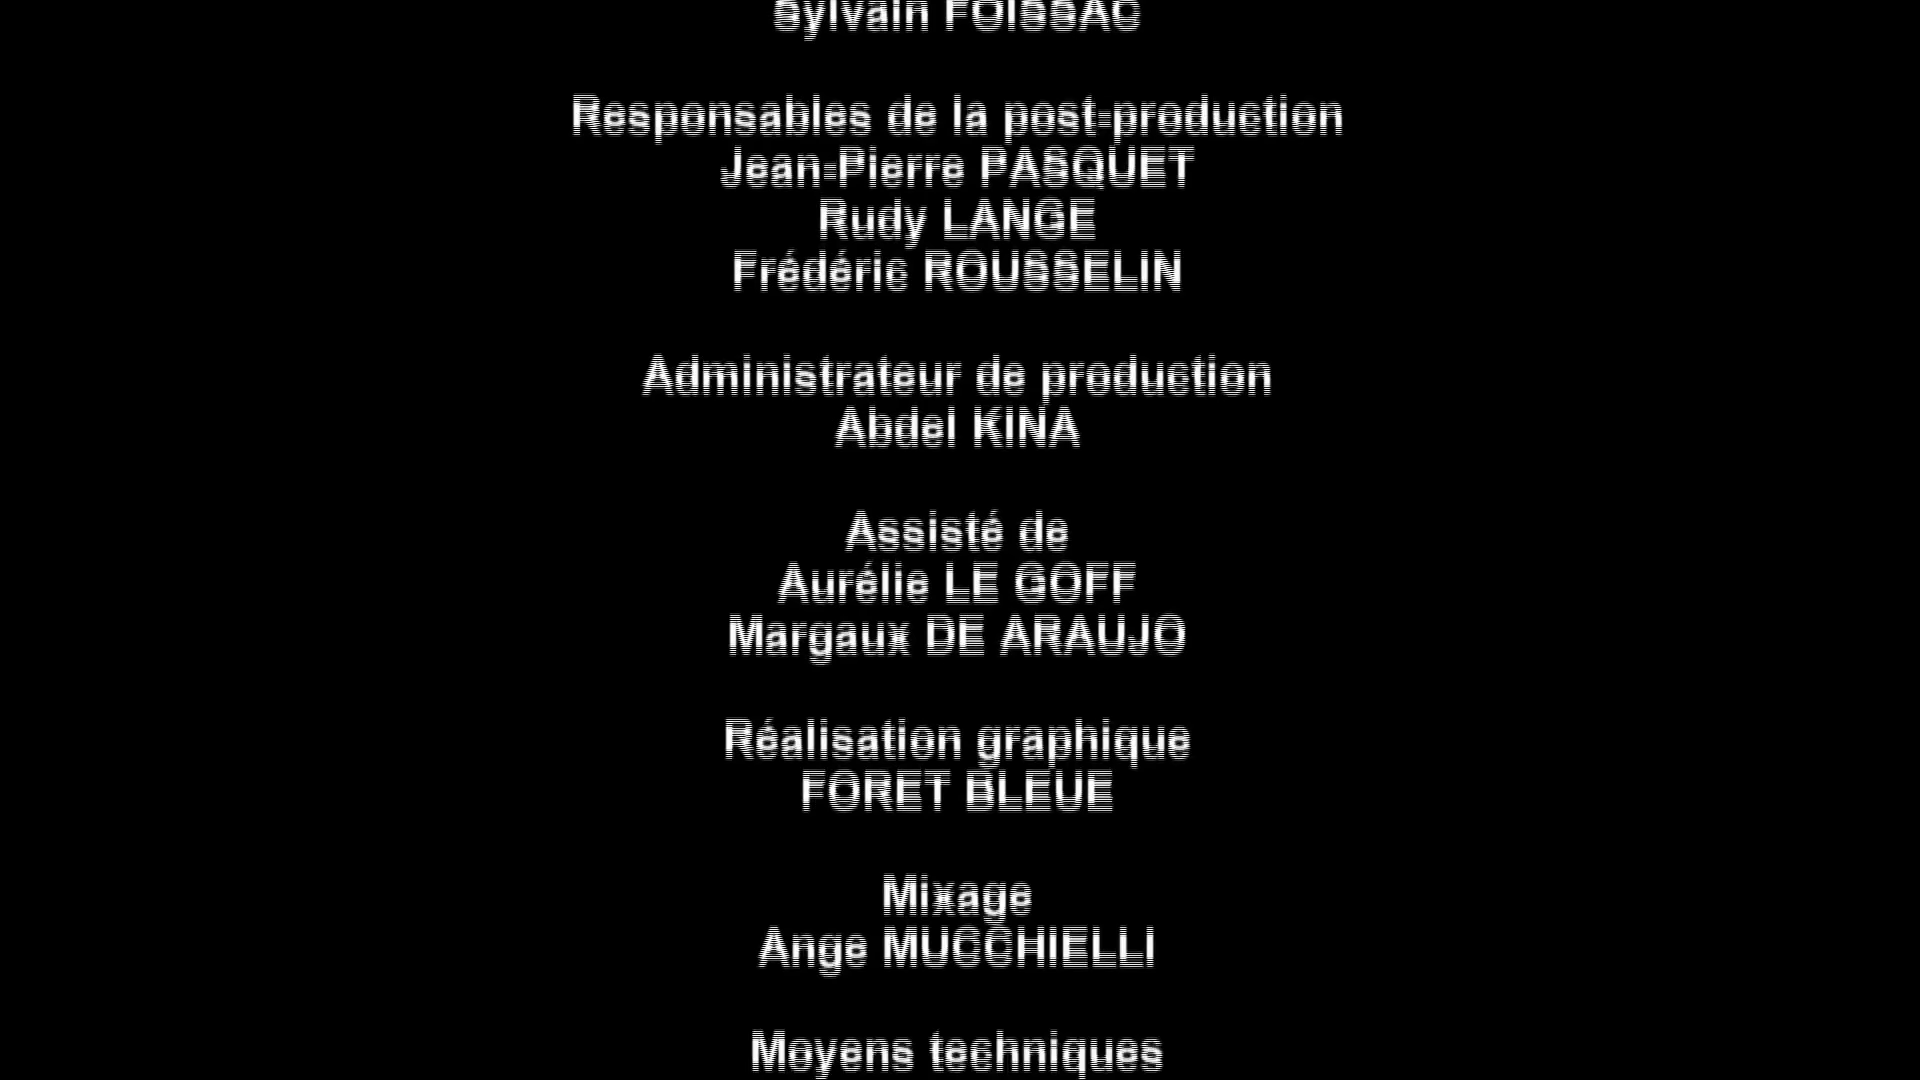 Sylvain FOISSAC
Responsables de la post-production
Jean-Pierre PASQUET
Rudy LANGE
Frédéric ROUSSELIN
Administrateur de production
Abdel KINA
Assisté de
Aurélie LE GOFF
Margaux DE ARAUJO
Réalisation graphique
FORET BLEUE
Mixage
Ange MUCCHIELLI
Moyens techniques